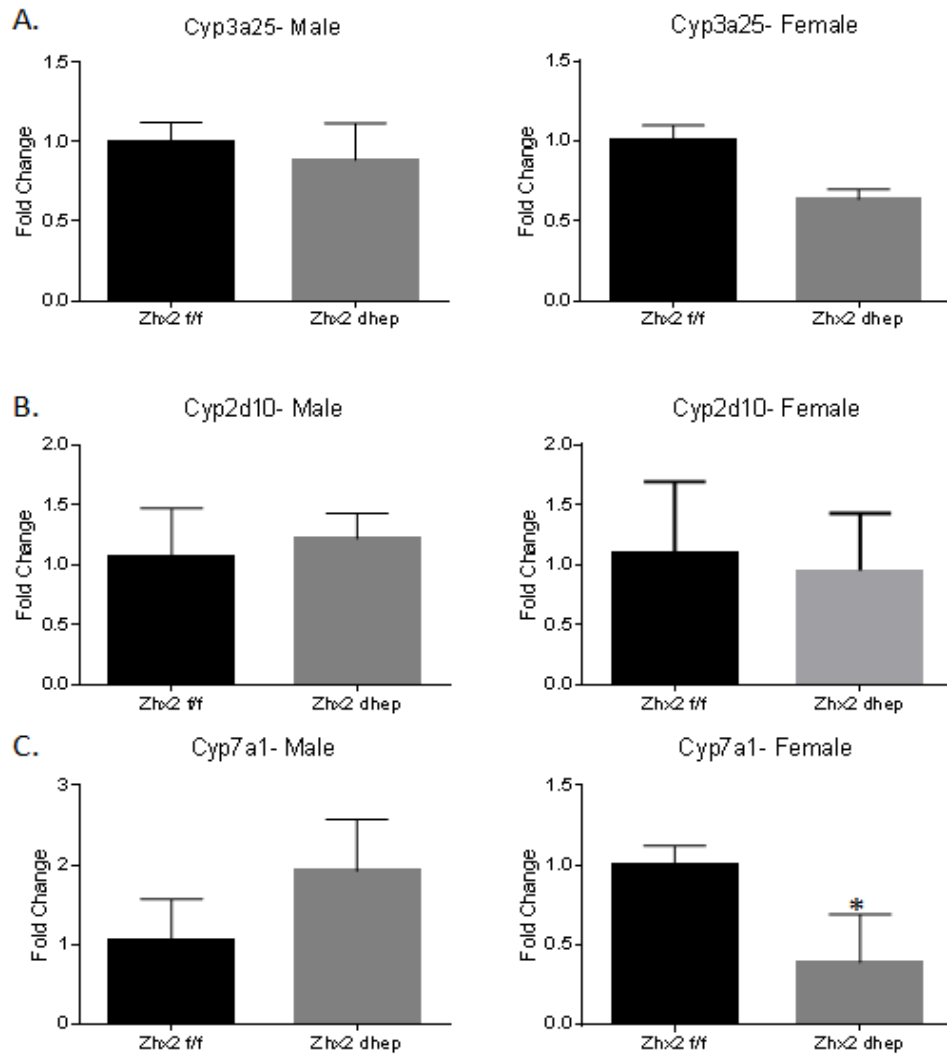 A.
Cyp3a25- Male
Fold Change
1.5
1.0
0.5
0.0
Zhx2 f/f
Zhx2 dhep
Cyp3a25- Female
Fold Change
1.5
1.0
0.5
0.0
Zhx2 f/f
Zhx2 dhep
B.
Cyp2d10- Male
Fold Change
2.0
1.5
1.0
0.5
0.0
Zhx2 f/f
Zhx2 dhep
Cyp2d10- Female
Fold Change
2.0
1.5
1.0
0.5
0.0
Zhx2 f/f
Zhx2 dhep
C.
Cyp7a1- Male
Fold Change
3
2
1
0
Zhx2 f/f
Zhx2 dhep
Cyp7a1- Female
Fold Change
1.5
1.0
0.5
0.0
*
Zhx2 f/f
Zhx2 dhep